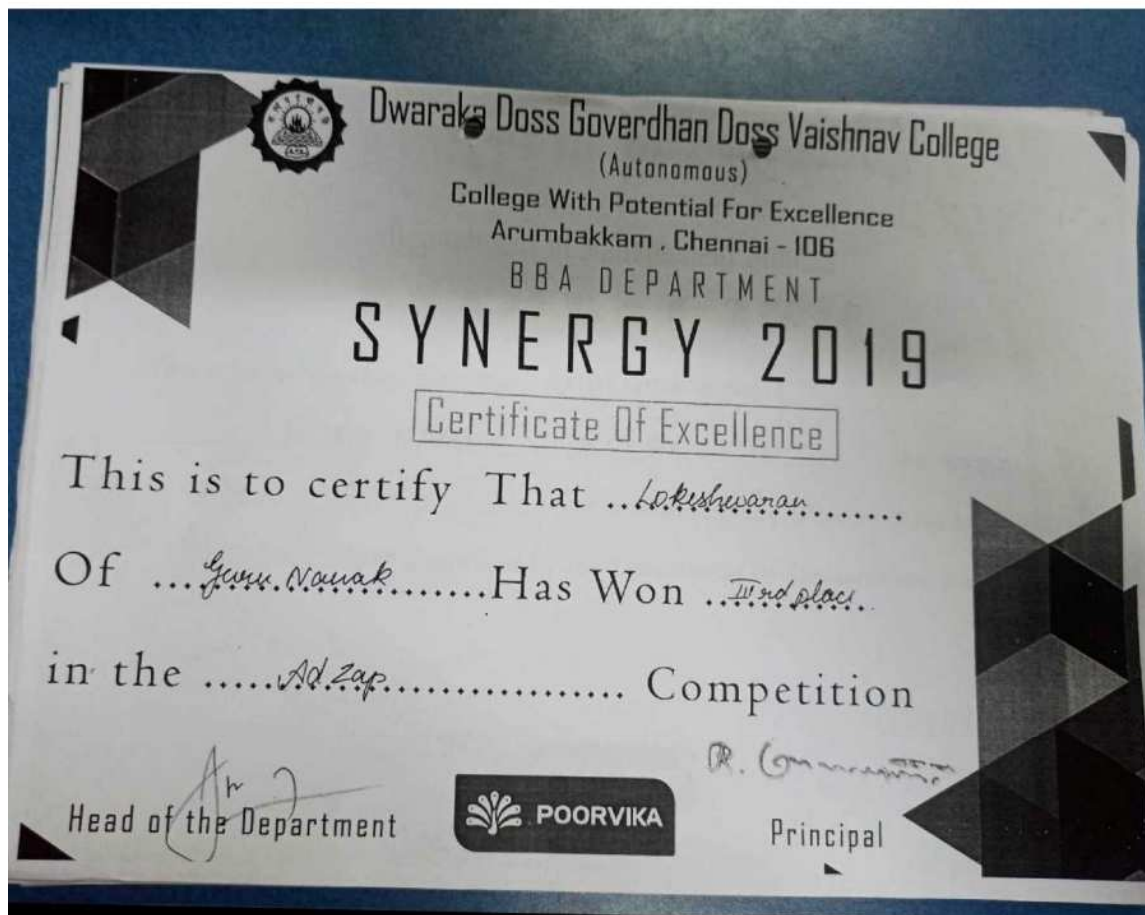 Dwaraka Doss Goverdhan Doss Vaishnav College
(Autonomous)
College With Potential For Excellence
Arumbakkam , Chennai - 106
BBA DEPARTMENT
SYNERGY 2019
Certificate Of Excellence
This is to certify That ..Lokeshwaran.......
Of ....Guru Nanak.......Has Won ..IIIrd place.
in the .....Ad Zap.................. Competition
Head of the Department
POORVIKA
Principal